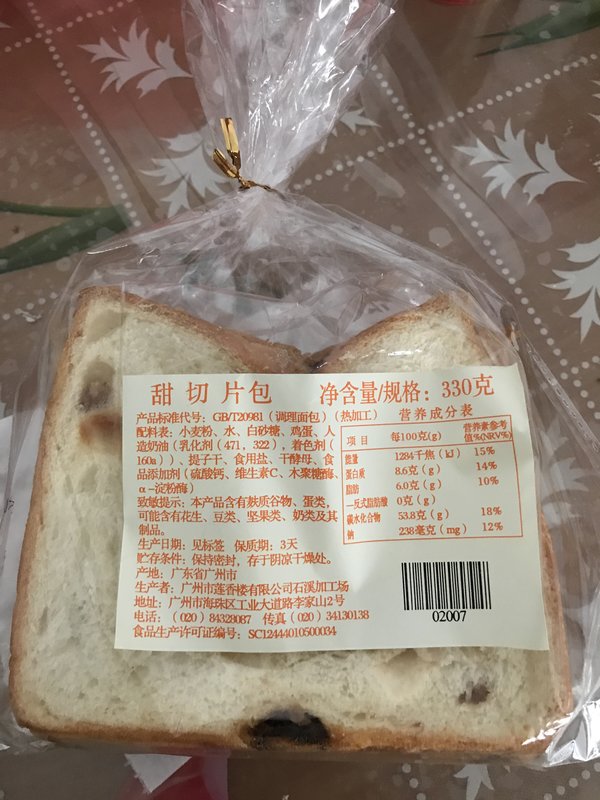 甜切片包 净含量/规格：330克
产品标准代号：GB/T20981（调理面包）（热加工）
配料表：小麦粉、水、白砂糖、鸡蛋、人
造奶油（乳化剂（471，322），着色剂（
160a））、提子干、食用盐、干酵母、食
品添加剂（硫酸钙、维生素C、木聚糖酶、
α-淀粉酶）
致敏提示：本产品含有麸质谷物、蛋类，
可能含有花生、豆类、坚果类、奶类及其
制品。
生产日期：见标签 保质期：3天
贮存条件：保持密封，存于阴凉干燥处。
产地：广东省广州市
生产者：广州市莲香楼有限公司石溪加工场
地址：广州市海珠区工业大道路李家山2号
电话：（020）84328087 传真（020）34130138
食品生产许可证编号：SC12444010500034
营养成分表
项目 每100克(g) 营养素参考值%(NRV%)
能量 1284千焦（kJ） 15%
蛋白质 8.6克（g） 14%
脂肪 6.0克（g） 10%
—反式脂肪酸 0克（g）
碳水化合物 53.8克（g） 18%
钠 238毫克（mg） 12%
02007